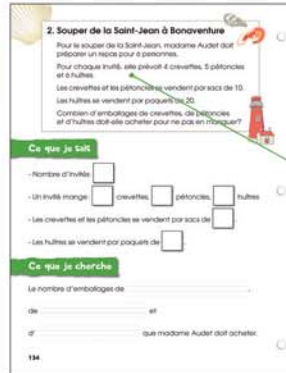 2. Souper de la Saint-Jean à Bonaventure
Pour le souper de la Saint-Jean, madame Audet doit
préparer un repas pour 6 personnes.
Pour chaque invité, elle prévoit 4 crevettes, 5 pétoncles
et 6 huîtres.
Les crevettes et les pétoncles se vendent par sacs de 10.
Les huîtres se vendent par paquets de 20.
Combien d'emballages de crevettes, de pétoncles
et d'huîtres doit-elle acheter pour ne pas en manquer?
Ce que je sais
- Nombre d'invités
- Un invité mange crevettes, pétoncles, huîtres
- Les crevettes et les pétoncles se vendent par sacs de
- Les huîtres se vendent par paquets de
Ce que je cherche
Le nombre d'emballages de ,
de et
d' que madame Audet doit acheter.
134